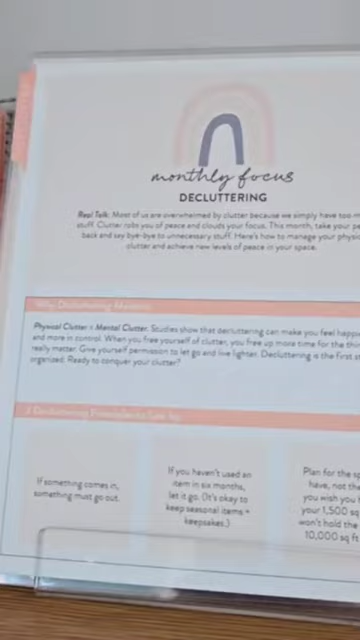 monthly focus
DECLUTTERING
Real Talk: Most of us are overwhelmed by clutter because we simply have too
stuff. Clutter robs you of peace and clouds your focus. This month, take your
back and say bye-bye to unnecessary stuff. Here's how to manage your
clutter and achieve new levels of peace in your space.
Why Decluttering Matters
Physical Clutter = Mental Clutter. Studies show that decluttering can make you feel
and more in control. When you free yourself of clutter, you free up more time for the
really matter. Give yourself permission to let go and live lighter. Decluttering is the first
organized. Ready to conquer your clutter?
Decluttering Principles to
If something comes in,
something must go out.
If you haven't used an
item in six months,
let it go. (It's okay to
keep seasonal items +
keepsakes.)
Plan for the
have, not the
you wish you
your 1,500 sq
won't hold the
10,000 sq ft